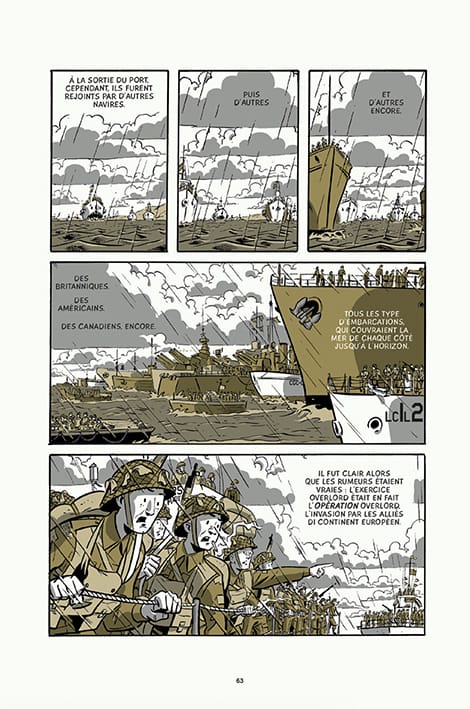 À LA SORTIE DU PORT,
CEPENDANT, ILS FURENT
REJOINTS PAR D'AUTRES
NAVIRES.
PUIS
D'AUTRES
ET
D'AUTRES
ENCORE.
DES
BRITANNIQUES.
DES
AMÉRICAINS.
DES CANADIENS, ENCORE.
TOUS LES TYPE
D'EMBARCATIONS,
QUI COUVRAIENT LA
MER DE CHAQUE CÔTÉ
JUSQU'À L'HORIZON.
LC1L2
IL FUT CLAIR ALORS
QUE LES RUMEURS ÉTAIENT
VRAIES : L'EXERCICE
OVERLORD ÉTAIT EN FAIT
L'OPÉRATION OVERLORD.
L'INVASION PAR LES ALLIÉS
DI CONTINENT EUROPÉEN.
63